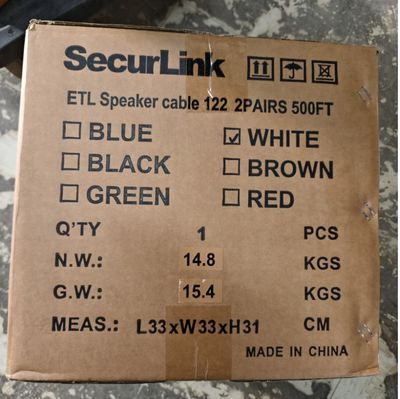 SecurLink
ETL Speaker cable 122 2PAIRS 500FT
BLUE WHITE
BLACK BROWN
GREEN RED
Q'TY 1 PCS
N.W.: 14.8 KGS
G.W.: 15.4 KGS
MEAS.: L33xW33xH31 CM
MADE IN CHINA